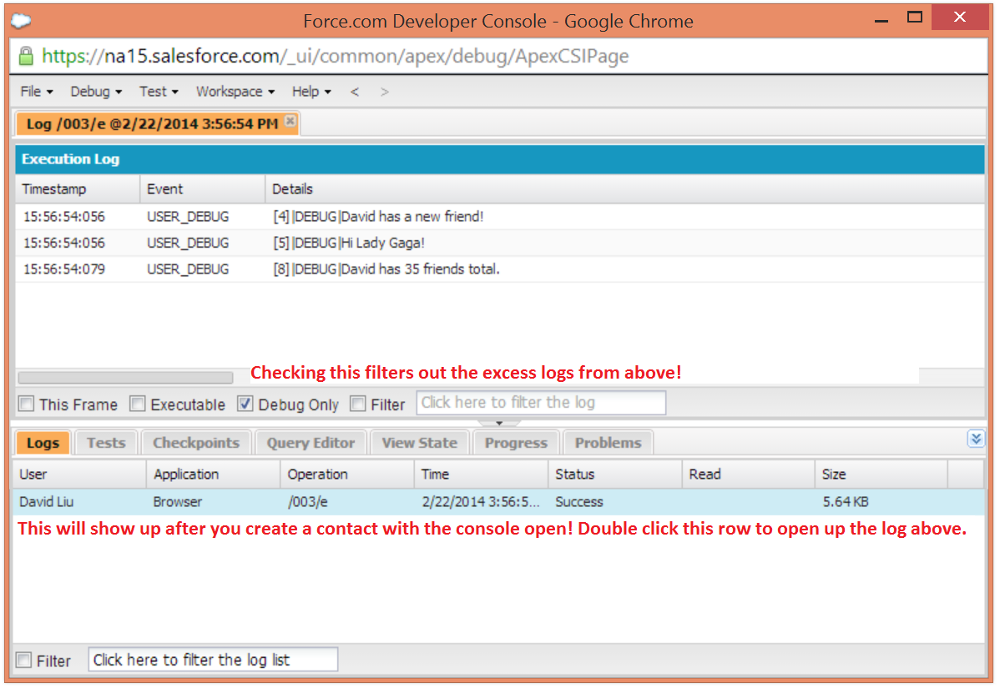 Force.com Developer Console - Google Chrome
https://na15.salesforce.com/_ui/common/apex/debug/ApexCSIPage
File Debug Test Workspace Help < >
Log /003/e @2/22/2014 3:56:54 PM
Execution Log
Timestamp Event Details
15:56:54:056 USER_DEBUG [4]|DEBUG|David has a new friend!
15:56:54:056 USER_DEBUG [5]|DEBUG|Hi Lady Gaga!
15:56:54:079 USER_DEBUG [8]|DEBUG|David has 35 friends total.
Checking this filters out the excess logs from above!
This Frame Executable Debug Only Filter Click here to filter the log
Logs Tests Checkpoints Query Editor View State Progress Problems
User Application Operation Time Status Read Size
David Liu Browser /003/e 2/22/2014 3:56:5... Success 5.64 KB
This will show up after you create a contact with the console open! Double click this row to open up the log above.
Filter Click here to filter the log list